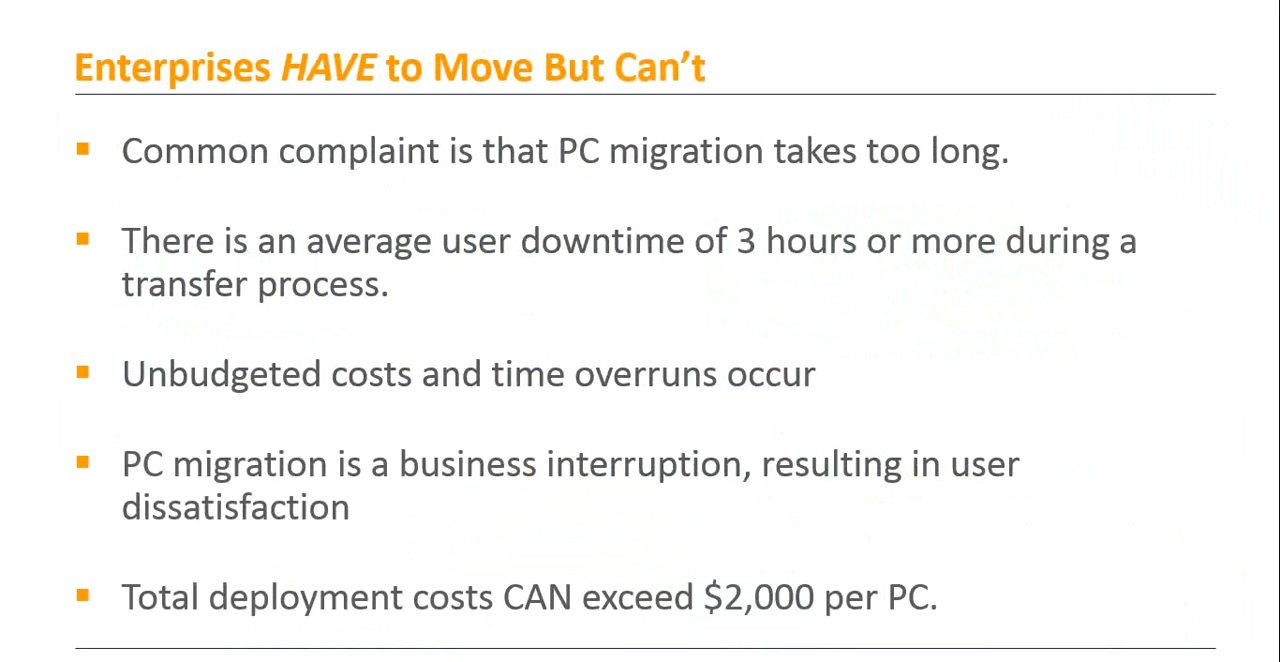 Enterprises HAVE to Move But Can't
▪ Common complaint is that PC migration takes too long.
▪ There is an average user downtime of 3 hours or more during a
transfer process.
▪ Unbudgeted costs and time overruns occur
▪ PC migration is a business interruption, resulting in user
dissatisfaction
▪ Total deployment costs CAN exceed $2,000 per PC.